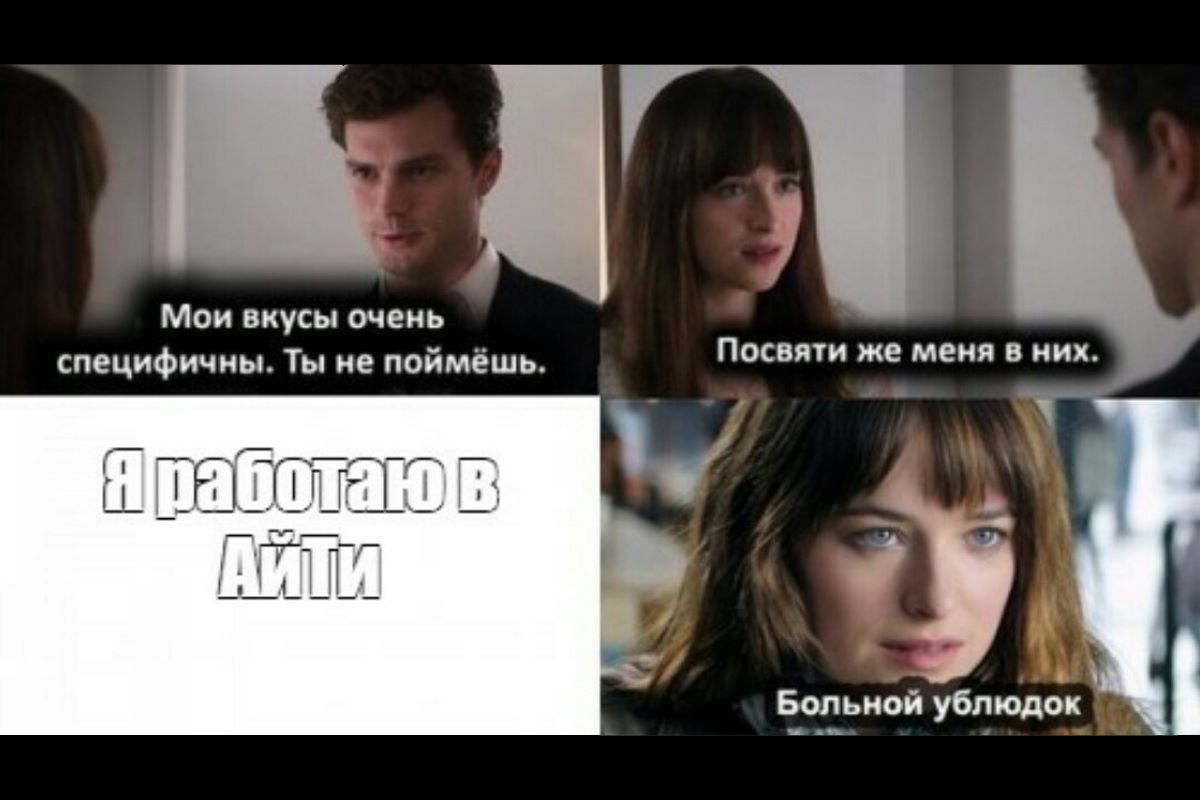 Мои вкусы очень
специфичны. Ты не поймёшь.
Посвяти же меня в них.
Я работаю в
АйТи
Больной ублюдок